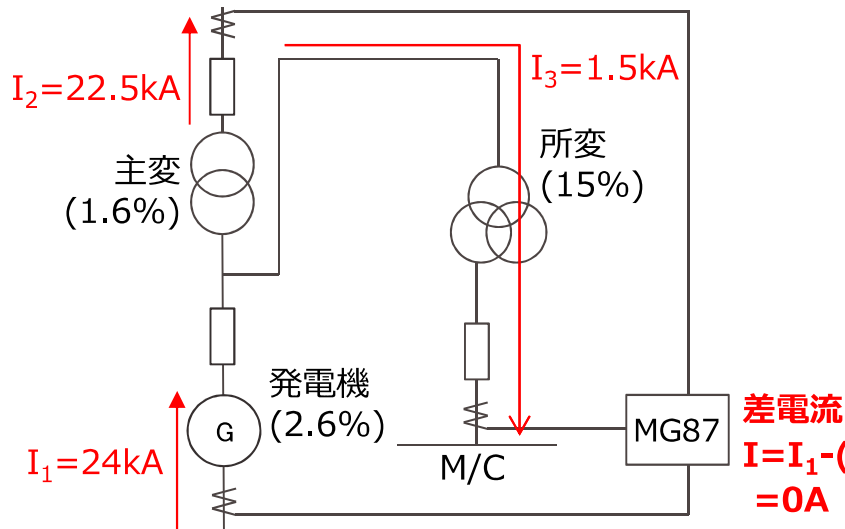 I₂=22.5kA
I₃=1.5kA
主変
(1.6%)
所変
(15%)
発電機
(2.6%)
G
I₁=24kA
M/C
MG87
差電流
I=I₁-(
=0A